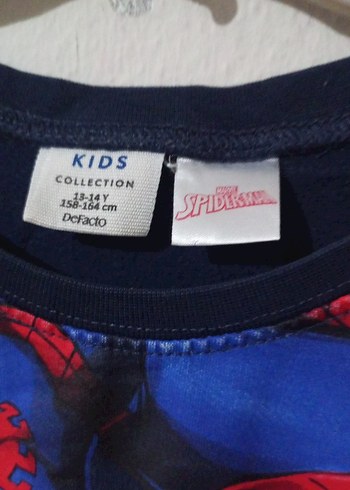 KIDS
COLLECTION
13-14 Y
158-164 cm
DeFacto
MARVEL
SPIDER-MAN